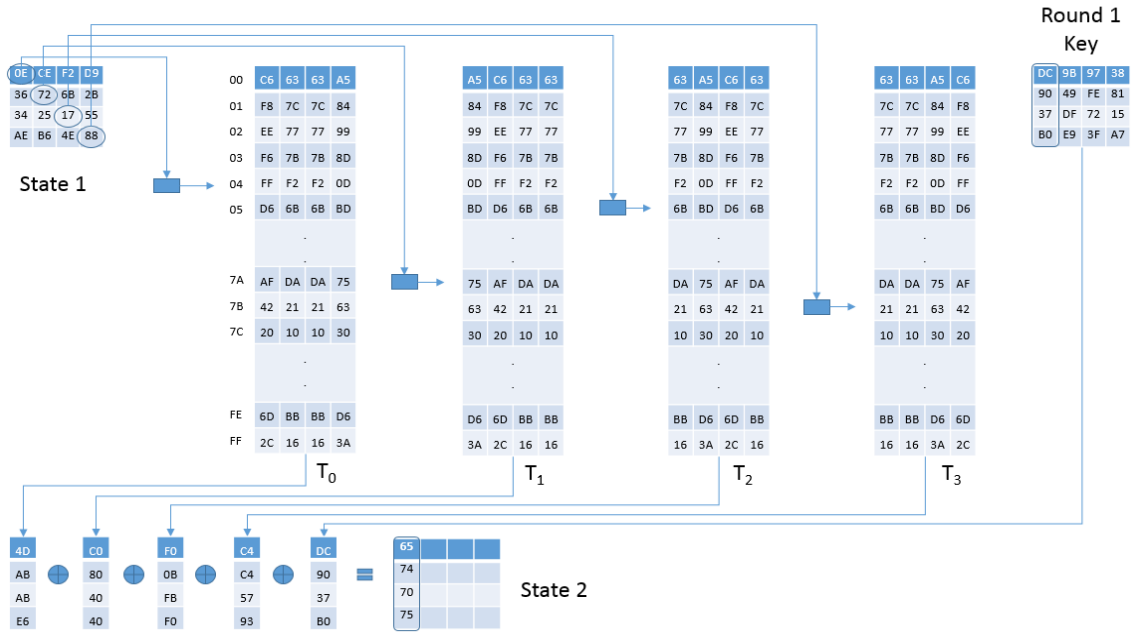 Round 1
Key
0E CE F2 D9
36 72 6B 2B
34 25 17 55
AE B6 4E 88
State 1
00 C6 63 63 A5 A5 C6 63 63 63 A5 C6 63 63 63 A5 C6
01 F8 7C 7C 84 84 F8 7C 7C 7C 84 F8 7C 7C 7C 84 F8
02 EE 77 77 99 99 EE 77 77 77 99 EE 77 77 77 99 EE
03 F6 7B 7B 8D 8D F6 7B 7B 7B 8D F6 7B 7B 7B 8D F6
04 FF F2 F2 0D 0D FF F2 F2 F2 0D FF F2 F2 F2 0D FF
05 D6 6B 6B BD BD D6 6B 6B 6B BD D6 6B 6B 6B BD D6
. . . .
. . . .
7A AF DA DA 75 75 AF DA DA DA 75 AF DA DA DA 75 AF
7B 42 21 21 63 63 42 21 21 21 63 42 21 21 21 63 42
7C 20 10 10 30 30 20 10 10 10 30 20 10 10 10 30 20
. . . .
. . . .
FE 6D BB BB D6 D6 6D BB BB BB D6 6D BB BB BB D6 6D
FF 2C 16 16 3A 3A 2C 16 16 16 3A 2C 16 16 16 3A 2C
T0 T1 T2 T3
DC 9B 97 38
90 49 FE 81
37 DF 72 15
B0 E9 3F A7
4D C0 F0 C4 DC = 65
AB 80 0B C4 90 74
AB 40 FB 57 37 70
E6 40 F0 93 B0 75
State 2